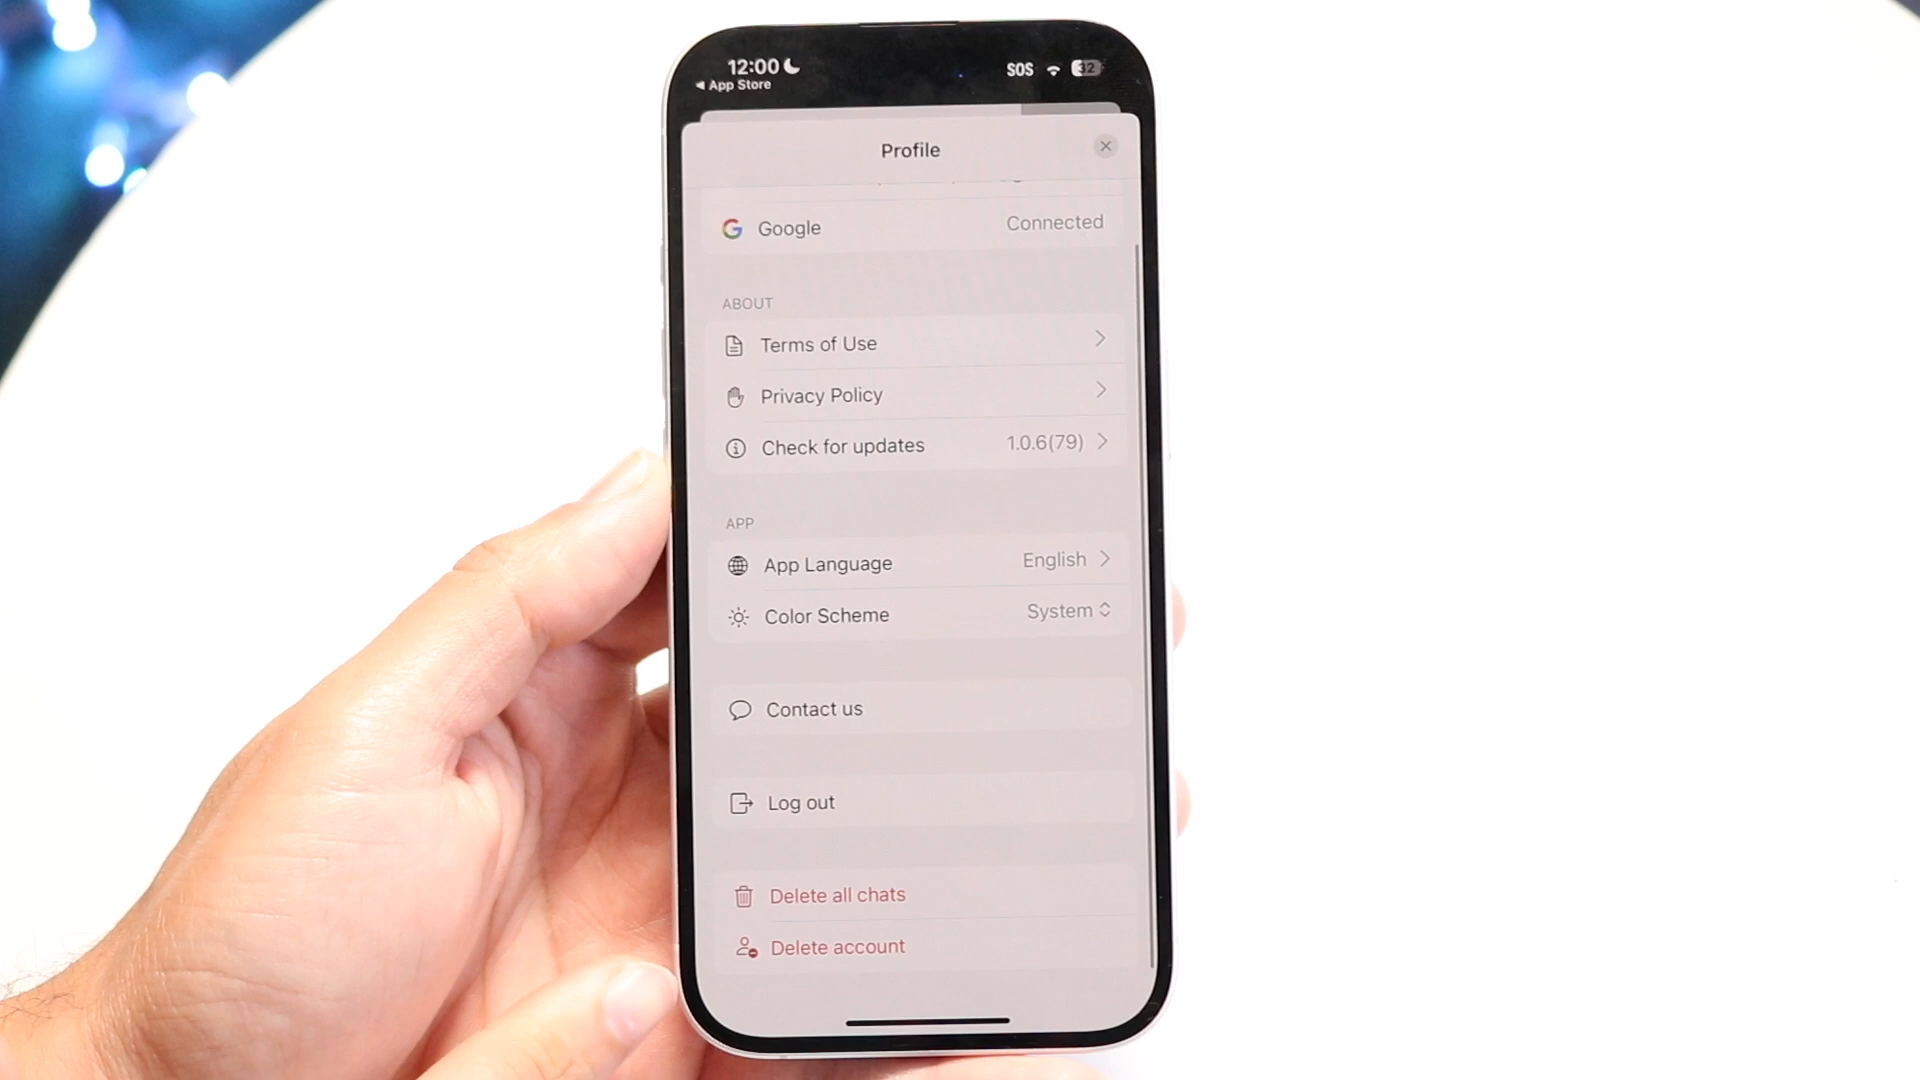 12:00
SOS
32
App Store
Profile
Google
Connected
ABOUT
Terms of Use
Privacy Policy
Check for updates
1.0.6(79)
APP
App Language
English
Color Scheme
System
Contact us
Log out
Delete all chats
Delete account